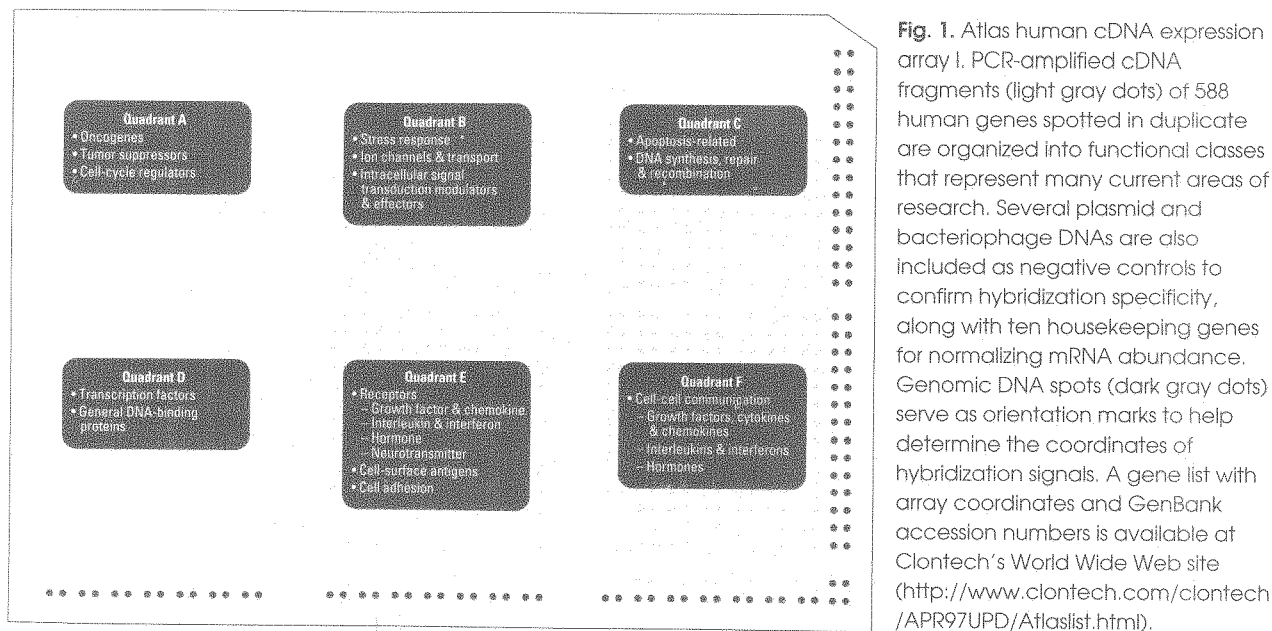 Quadrant A
• Oncogenes
• Tumor suppressors
• Cell-cycle regulators
Quadrant B
• Stress response
• Ion channels & transport
• Intracellular signal
transduction modulators
& effectors
Quadrant C
• Apoptosis-related
• DNA synthesis, repair
& recombination
Quadrant D
• Transcription factors
• General DNA-binding
proteins
Quadrant E
• Receptors
– Growth factor & chemokine
– Interleukin & interferon
– Hormone
– Neurotransmitter
• Cell-surface antigens
• Cell adhesion
Quadrant F
• Cell-cell communication
– Growth factors, cytokines
& chemokines
– Interleukins & interferons
– Hormones
Fig. 1. Atlas human cDNA expression
array I. PCR-amplified cDNA
fragments (light gray dots) of 588
human genes spotted in duplicate
are organized into functional classes
that represent many current areas of
research. Several plasmid and
bacteriophage DNAs are also
included as negative controls to
confirm hybridization specificity,
along with ten housekeeping genes
for normalizing mRNA abundance.
Genomic DNA spots (dark gray dots)
serve as orientation marks to help
determine the coordinates of
hybridization signals. A gene list with
array coordinates and GenBank
accession numbers is available at
Clontech's World Wide Web site
(http://www.clontech.com/clontech
/APR97UPD/Atlaslist.html).